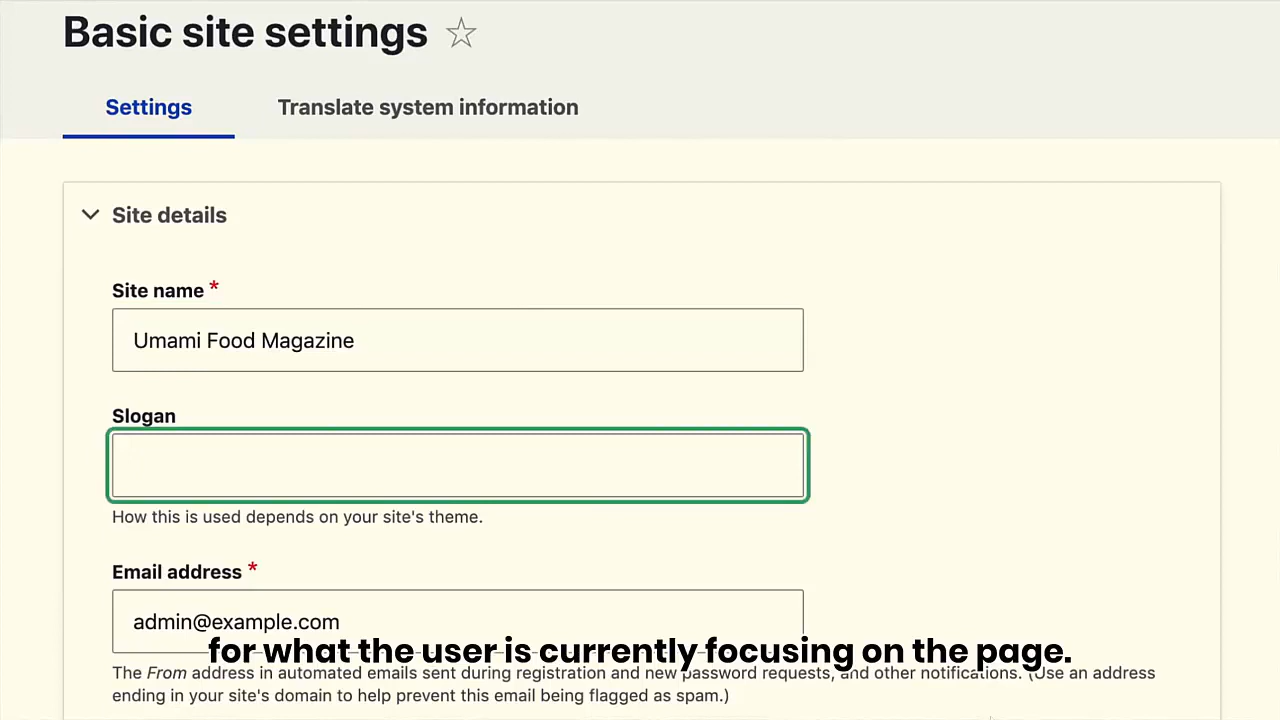 Basic site settings
Settings
Translate system information
Site details
Site name *
Umami Food Magazine
Slogan
How this is used depends on your site's theme.
Email address *
admin@example.com
for what the user is currently focusing on the page.
The From address in automated emails sent during registration and new password requests, and other notifications. (Use an address
ending in your site's domain to help prevent this email being flagged as spam.)